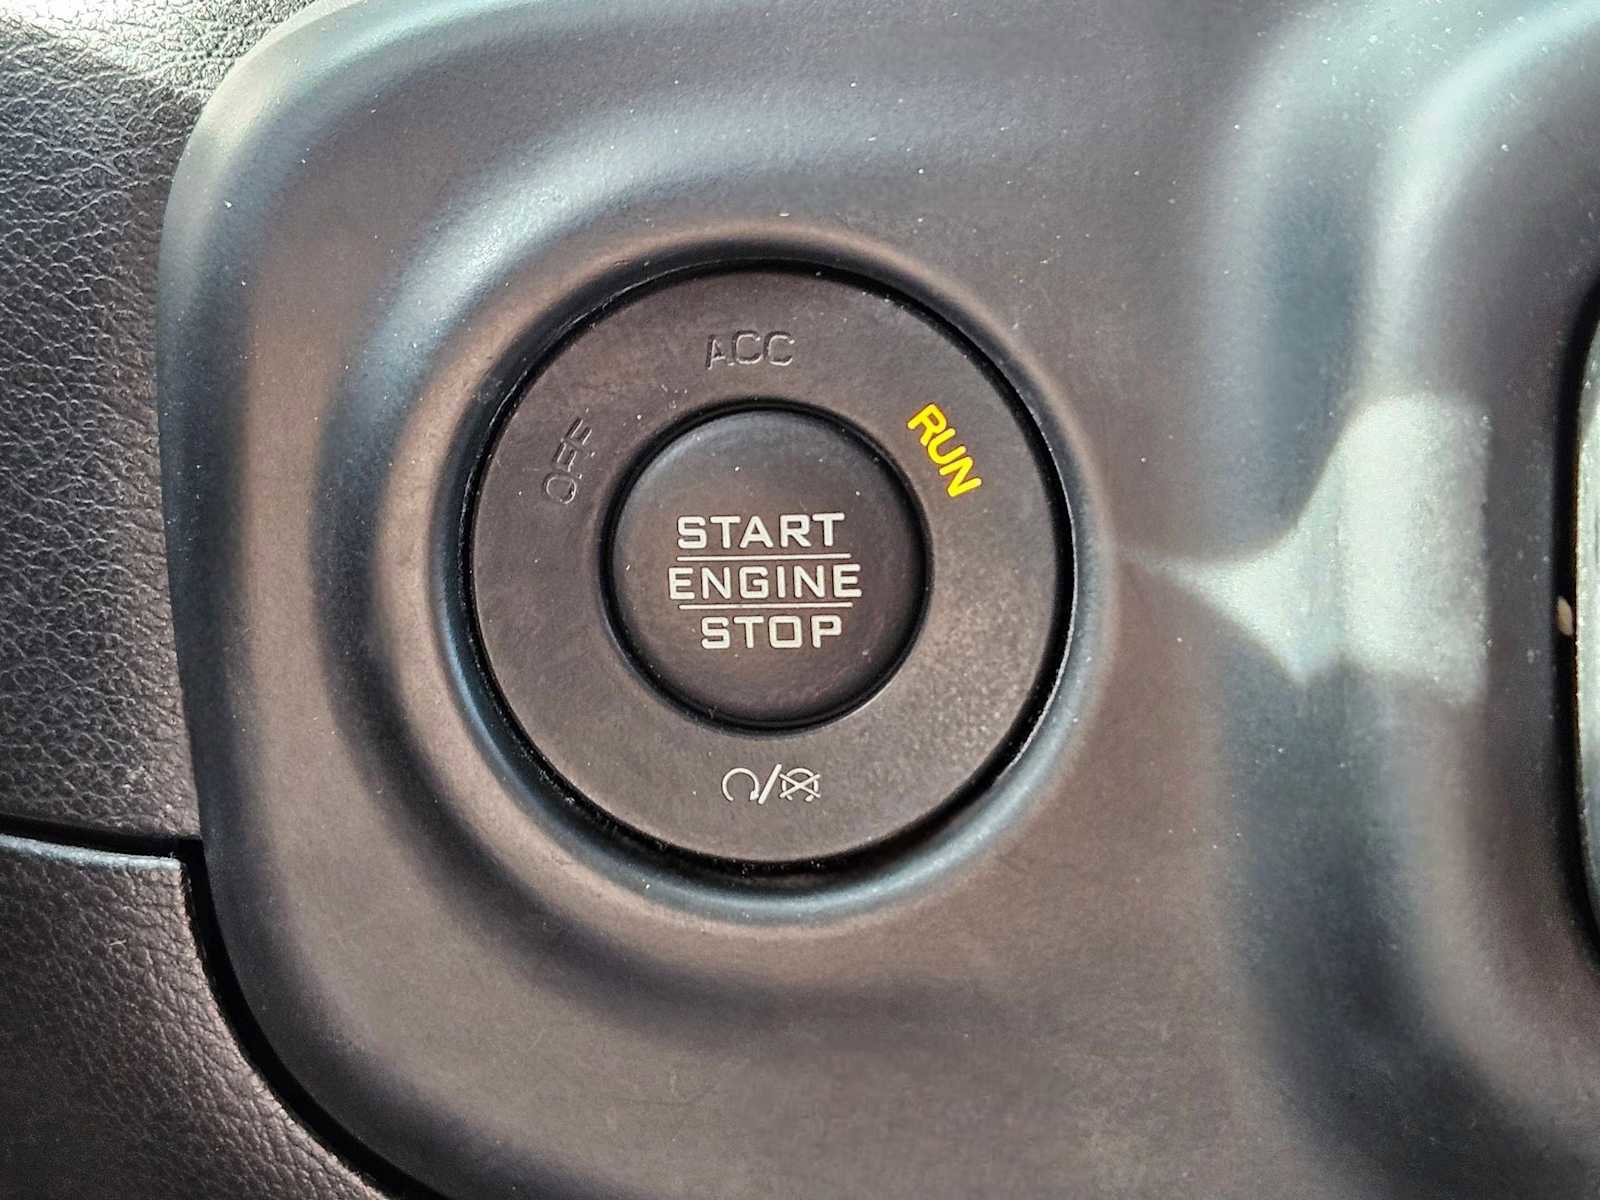 OFF
ACC
RUN
START
ENGINE
STOP